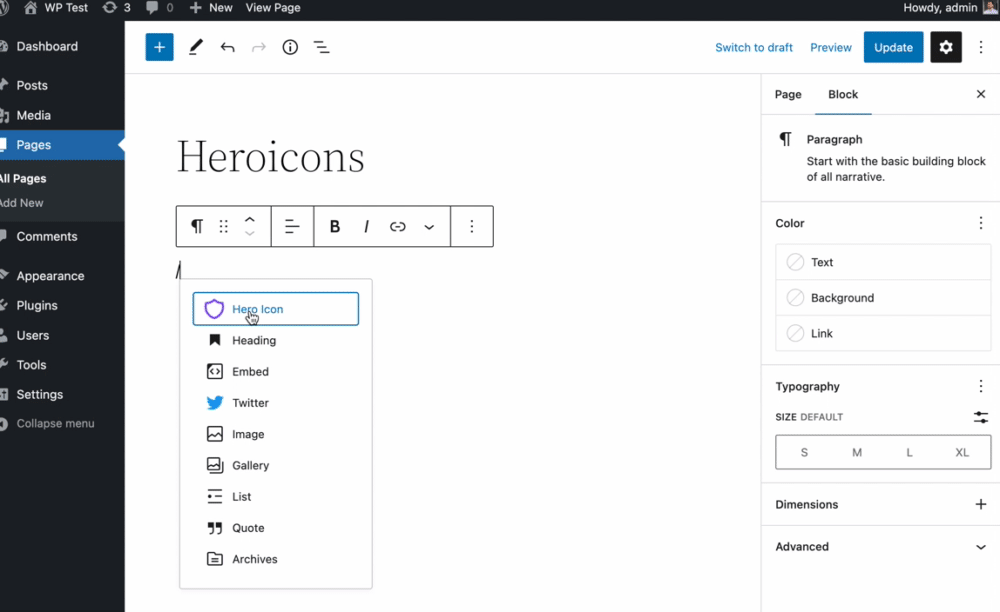 WP Test 3 0 New View Page Howdy, admin
Dashboard
Posts
Media
Pages
All Pages
Add New
Comments
Appearance
Plugins
Users
Tools
Settings
Collapse menu
Switch to draft Preview Update
Heroicons
B I
/
Hero Icon
Heading
Embed
Twitter
Image
Gallery
List
Quote
Archives
Page Block
Paragraph
Start with the basic building block
of all narrative.
Color
Text
Background
Link
Typography
SIZE DEFAULT
S M L XL
Dimensions
Advanced